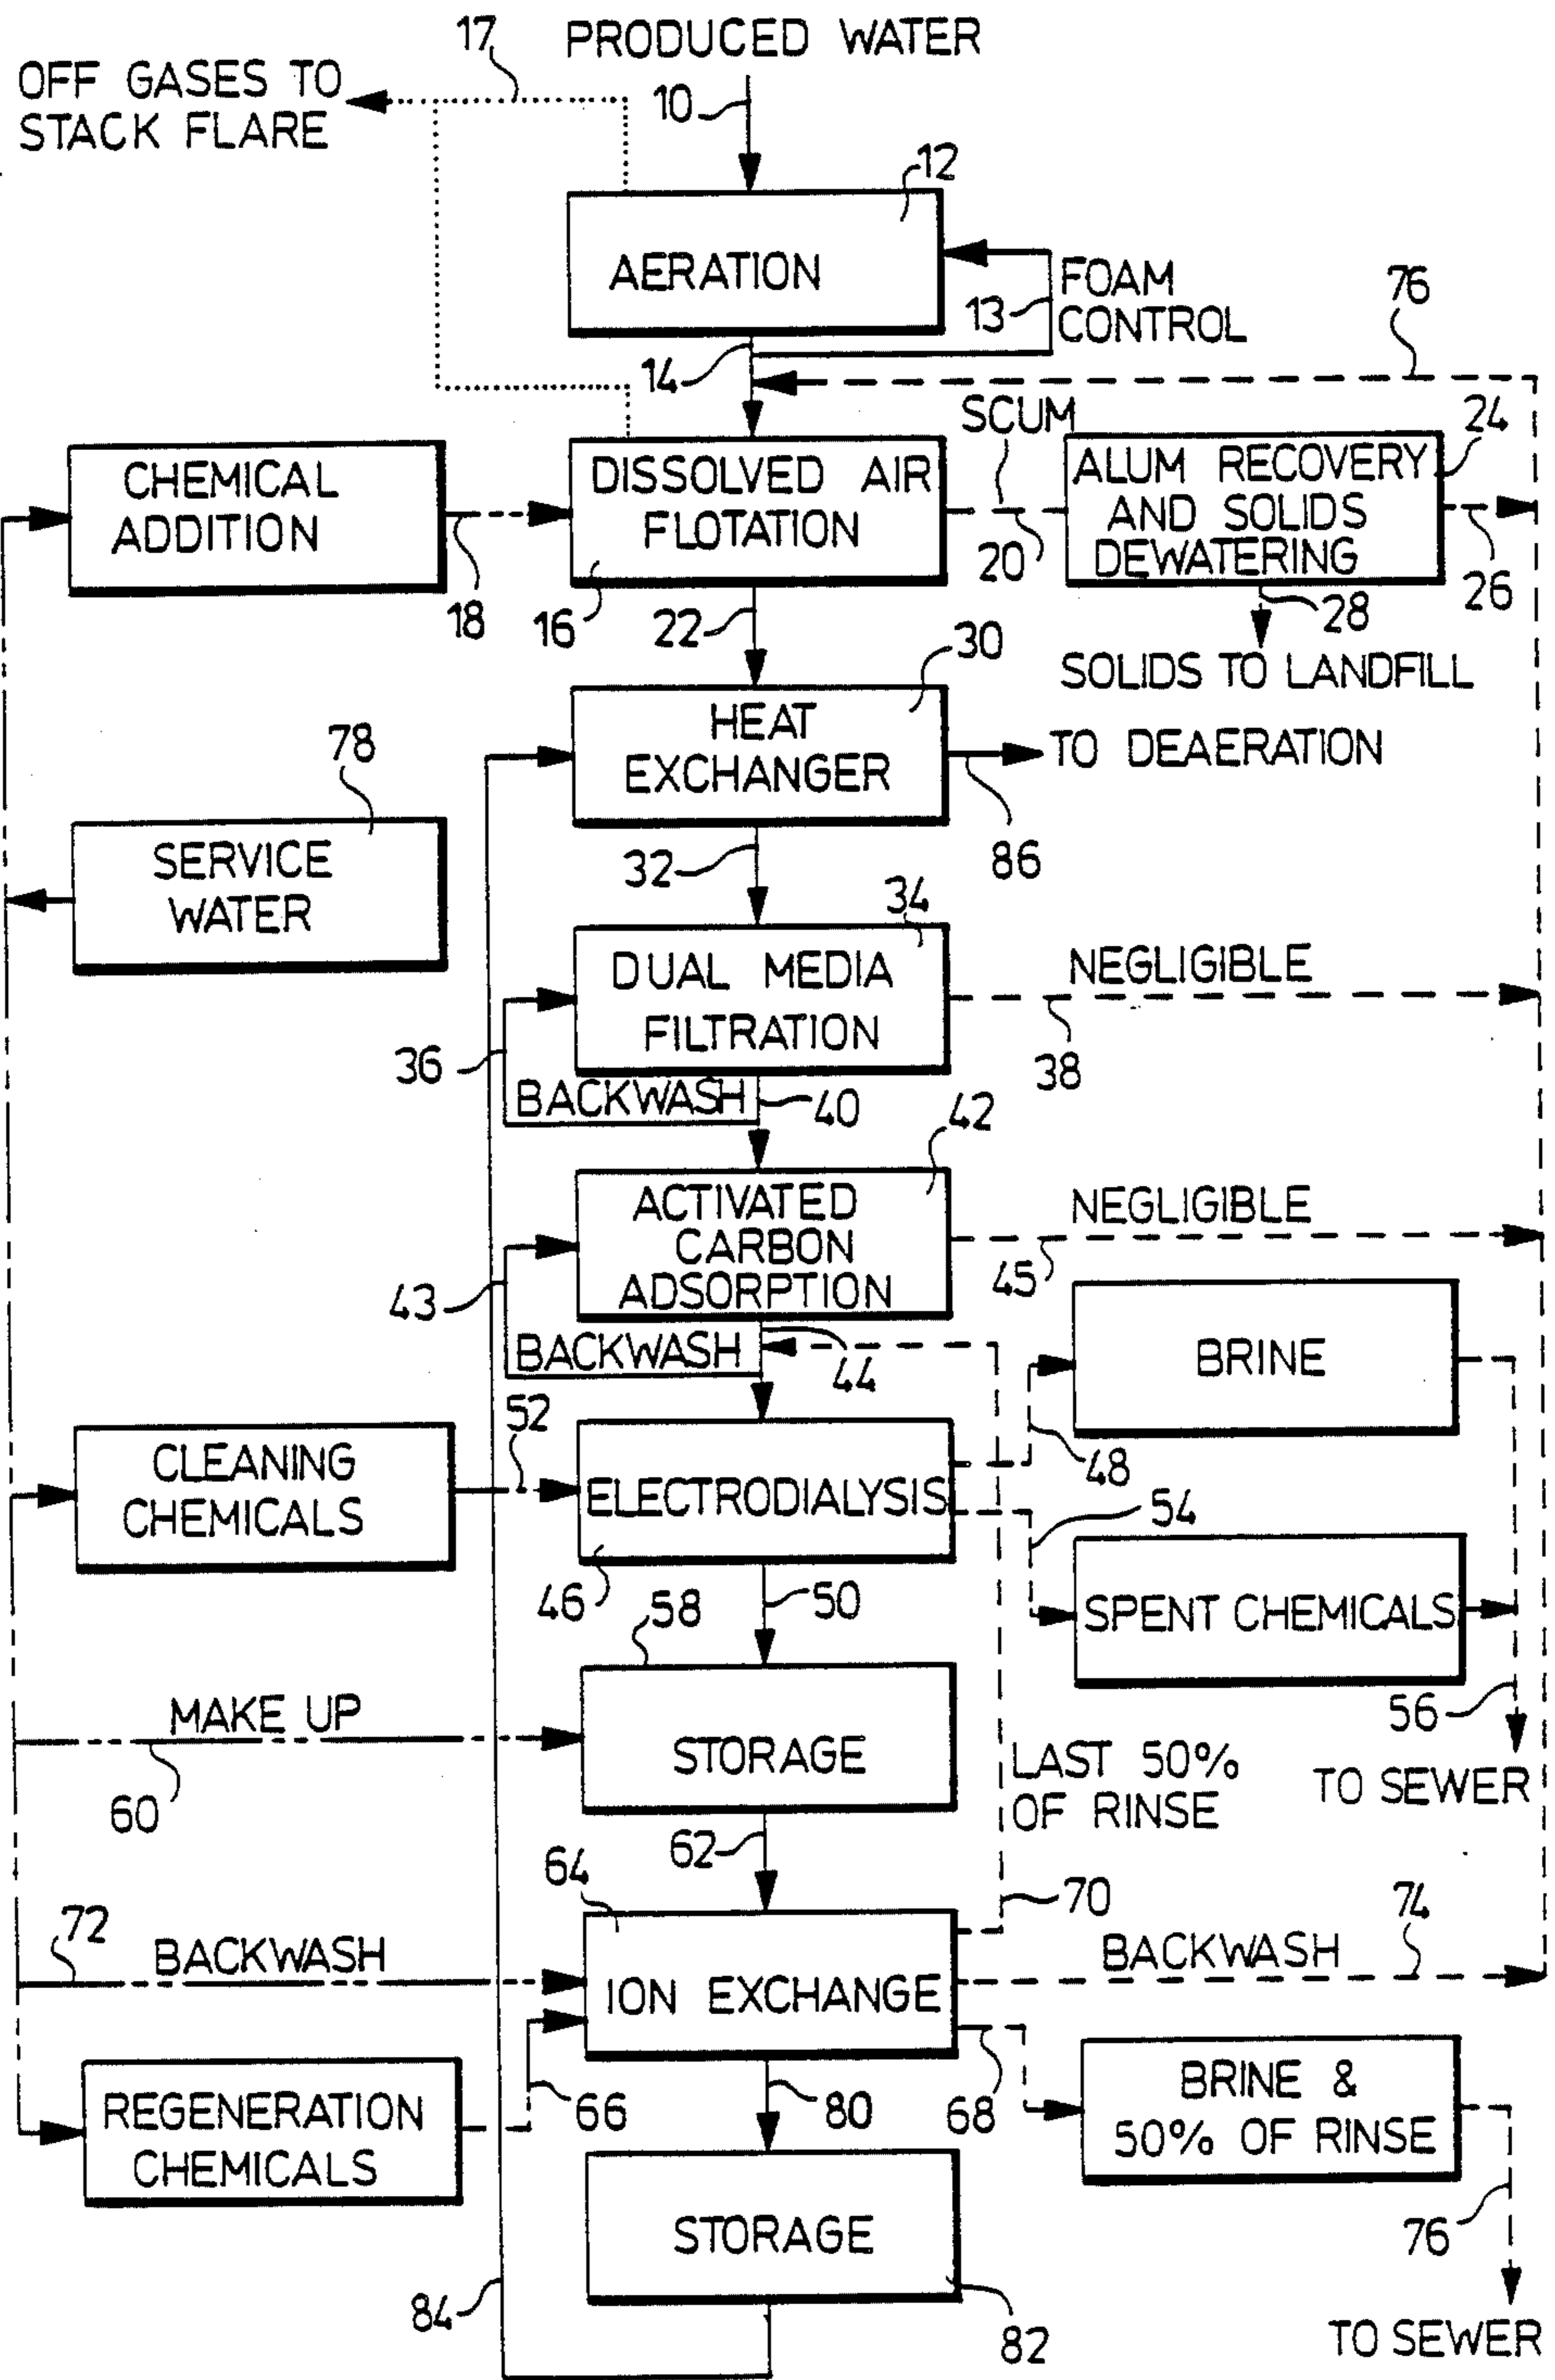 17
PRODUCED WATER
OFF GASES TO
STACK FLARE
10
12
AERATION
13
FOAM
CONTROL
76
14
SCUM
24
CHEMICAL
ADDITION
DISSOLVED AIR
FLOTATION
ALUM RECOVERY
AND SOLIDS
DEWATERING
18
16
22
20
28
26
30
SOLIDS TO LANDFILL
HEAT
EXCHANGER
TO DEAERATION
78
SERVICE
WATER
32
86
34
DUAL MEDIA
FILTRATION
NEGLIGIBLE
36
38
BACKWASH
40
42
ACTIVATED
CARBON
ADSORPTION
NEGLIGIBLE
43
45
BACKWASH
44
BRINE
52
48
CLEANING
CHEMICALS
ELECTRODIALYSIS
54
46
50
58
SPENT CHEMICALS
MAKE UP
56
60
STORAGE
LAST 50%
OF RINSE
TO SEWER
62
64
70
72
BACKWASH
74
BACKWASH
ION EXCHANGE
REGENERATION
CHEMICALS
66
80
68
BRINE &
50% OF RINSE
STORAGE
76
84
82
TO SEWER